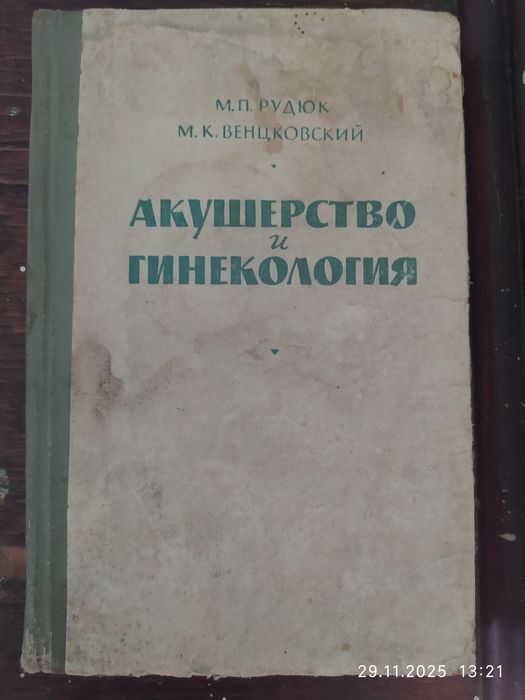 М. П. РУДЮК
М. К. ВЕНЦКОВСКИЙ
АКУШЕРСТВО
и
ГИНЕКОЛОГИЯ
29.11.2025 13:21